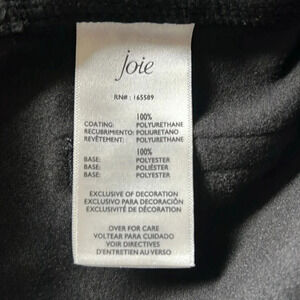 joie
RN# : 165589
100%
COATING: POLYURETHANE
RECUBRIMIENTO: POLIURETANO
REVÊTEMENT: POLYURETHANE
100%
BASE: POLYESTER
BASE: POLIÉSTER
BASE: POLYESTER
EXCLUSIVE OF DECORATION
EXCLUSIVO PARA DECORACIÓN
EXCLUSIVITÉ DE DÉCORATION
OVER FOR CARE
VOLTEAR PARA CUIDADO
VOIR DIRECTIVES
D'ENTRETIEN AU VERSO